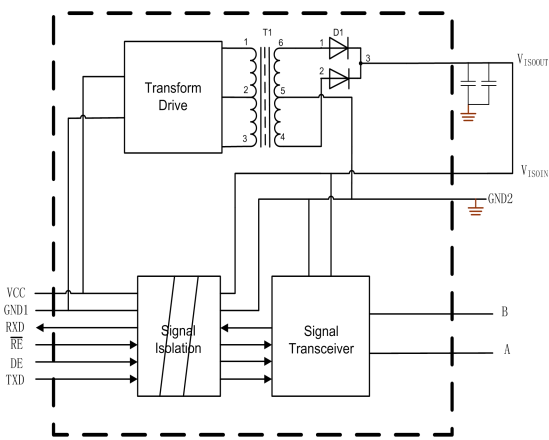 T1
D1
1
6
1
3
Transform
Drive
2
5
2
3
4
VISOOUT
VISOIN
GND2
VCC
GND1
RXD
RE
DE
TXD
Signal
Isolation
Signal
Transceiver
B
A